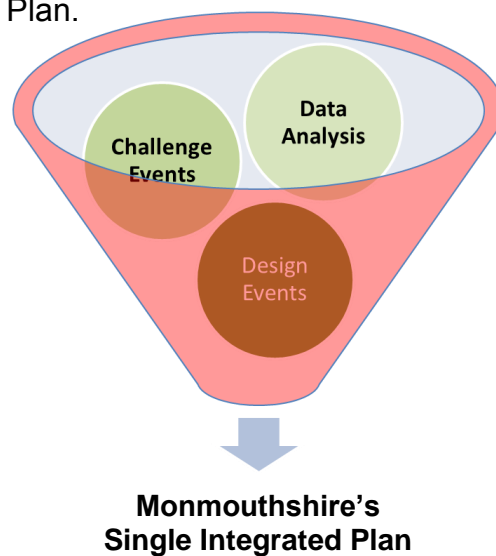 Plan.
Data
Analysis
Challenge
Events
Design
Events
Monmouthshire's
Single Integrated Plan